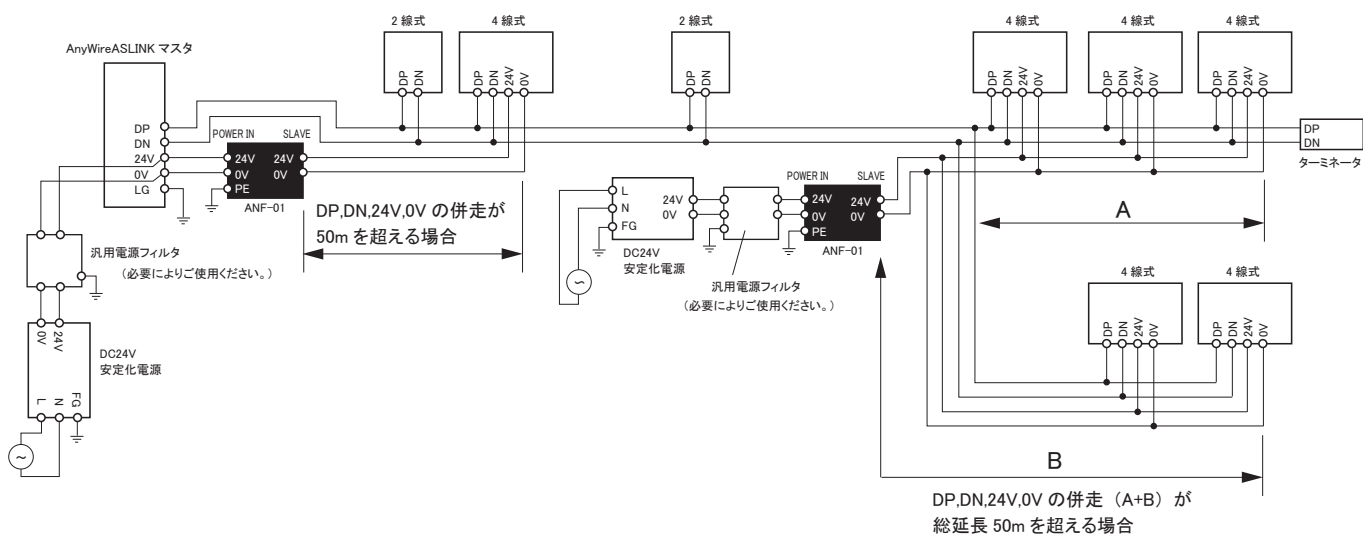 2 線式
4 線式
2 線式
4 線式
4 線式
4 線式
AnyWireASLINK マスタ
DP
DN
DP
DN
24V
0V
DP
DN
DP
DN
24V
0V
DP
DN
24V
0V
DP
DN
24V
0V
DP
DN
24V
0V
LG
POWER IN
SLAVE
24V
0V
PE
24V
0V
ANF-01
DP
DN
ターミネータ
DP,DN,24V,0V の併走が
50m を超える場合
汎用電源フィルタ
(必要によりご使用ください。)
0V
24V
DC24V
安定化電源
L
N
FG
～
L
N
FG
24V
0V
DC24V
安定化電源
～
汎用電源フィルタ
(必要によりご使用ください。)
POWER IN
SLAVE
24V
0V
PE
24V
0V
ANF-01
A
4 線式
4 線式
DP
DN
24V
0V
DP
DN
24V
0V
B
DP,DN,24V,0V の併走（A+B）が
総延長 50m を超える場合